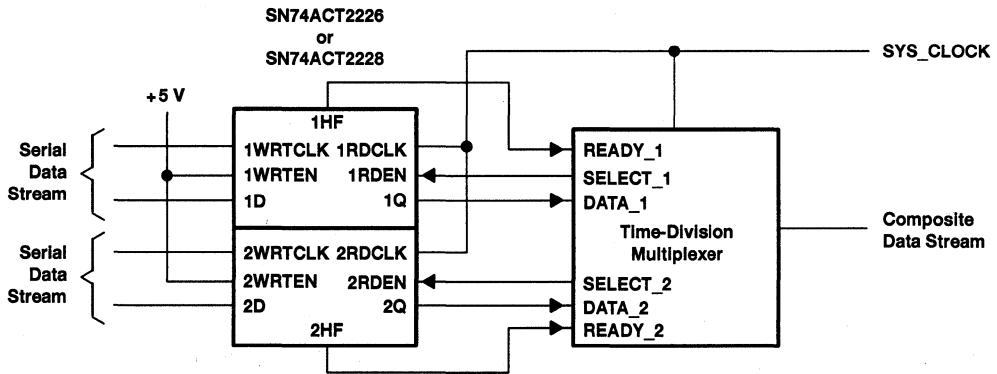 SN74ACT2226
or
SN74ACT2228
SYS_CLOCK
+5 V
1HF
Serial
Data
Stream
1WRTCLK 1RDCLK
1WRTEN 1RDEN
1D 1Q
READY_1
SELECT_1
DATA_1
Time-Division
Multiplexer
Composite
Data Stream
Serial
Data
Stream
2WRTCLK 2RDCLK
2WRTEN 2RDEN
2D 2Q
2HF
SELECT_2
DATA_2
READY_2